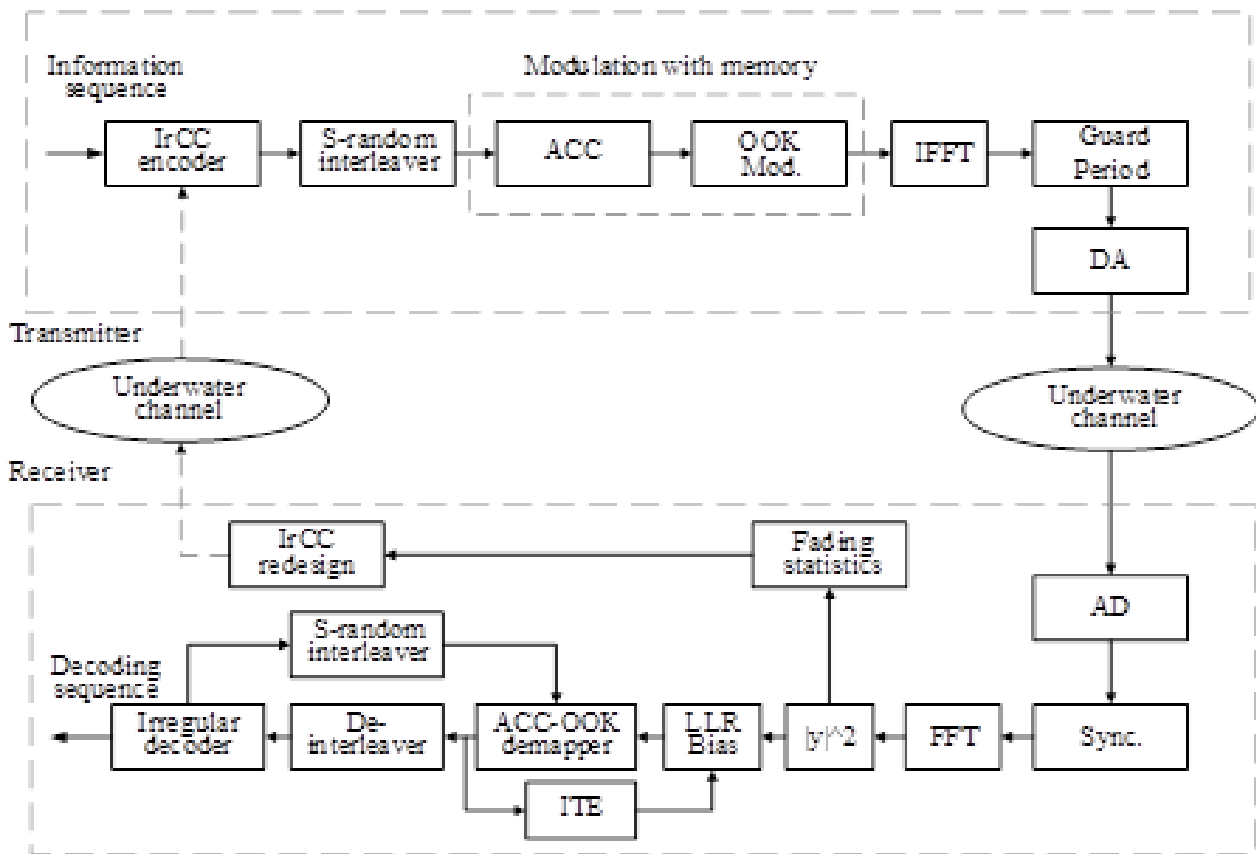 Information
sequence
Modulation with memory
IrCC
encoder
S-random
interleaver
ACC
OOK
Mod.
IFFT
Guard
Period
DA
Transmitter
Underwater
channel
Underwater
channel
Receiver
IrCC
redesign
Fading
statistics
AD
S-random
interleaver
Decoding
sequence
Irregular
decoder
De-
interleaver
ACC-OOK
demapper
LLR
Bias
|y|^2
FFT
Sync.
ITE